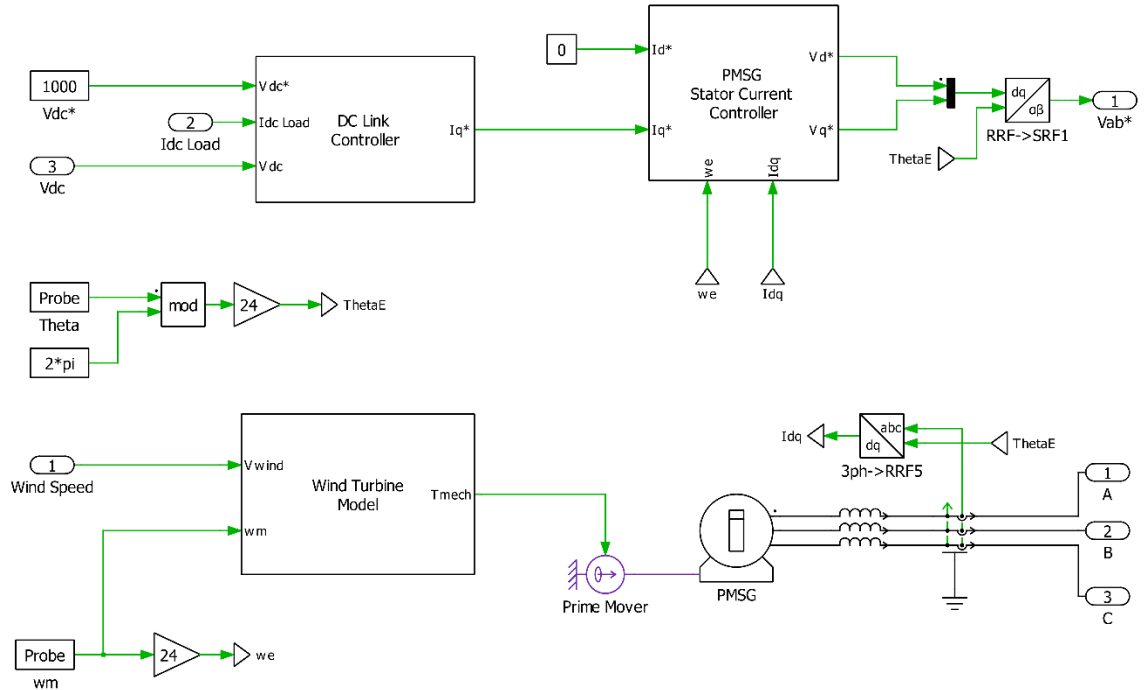 0
Id*
Vd*
PMSG
Stator Current
Controller
Iq*
Vq*
we
Idq
we
Idq
1000
Vdc*
Vdc*
2
Idc Load
Idc Load
3
Vdc
Vdc
DC Link
Controller
Iq*
dq
αβ
RRF->SRF1
ThetaE
1
Vab*
Probe
Theta
mod
24
ThetaE
2*pi
1
Wind Speed
Vwind
wm
Wind Turbine
Model
Tmech
Probe
wm
24
we
Prime Mover
PMSG
Idq
abc
dq
3ph->RRF5
ThetaE
1
A
2
B
3
C